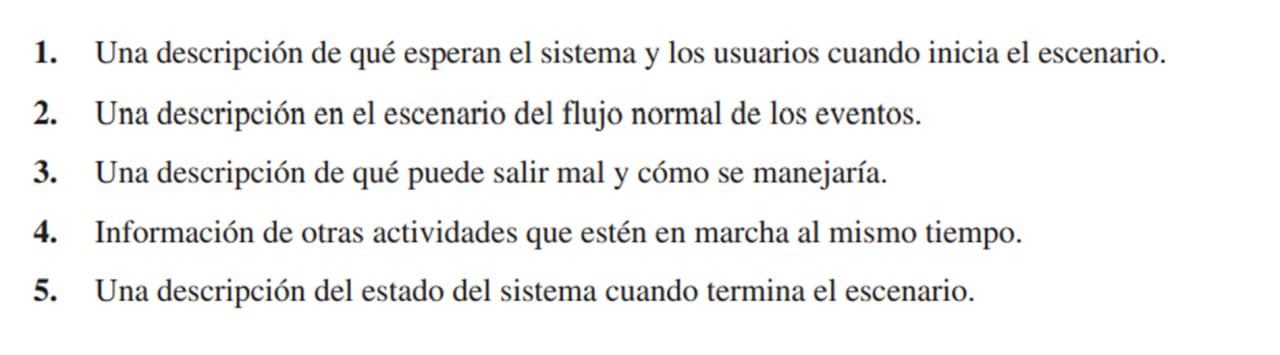 1. Una descripción de qué esperan el sistema y los usuarios cuando inicia el escenario.
2. Una descripción en el escenario del flujo normal de los eventos.
3. Una descripción de qué puede salir mal y cómo se manejaría.
4. Información de otras actividades que estén en marcha al mismo tiempo.
5. Una descripción del estado del sistema cuando termina el escenario.